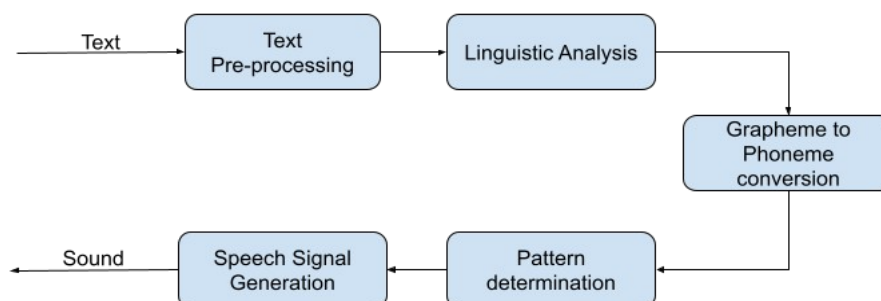 Text
Text
Pre-processing
Linguistic Analysis
Grapheme to
Phoneme
conversion
Pattern
determination
Speech Signal
Generation
Sound